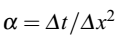 α = Δt/Δx²